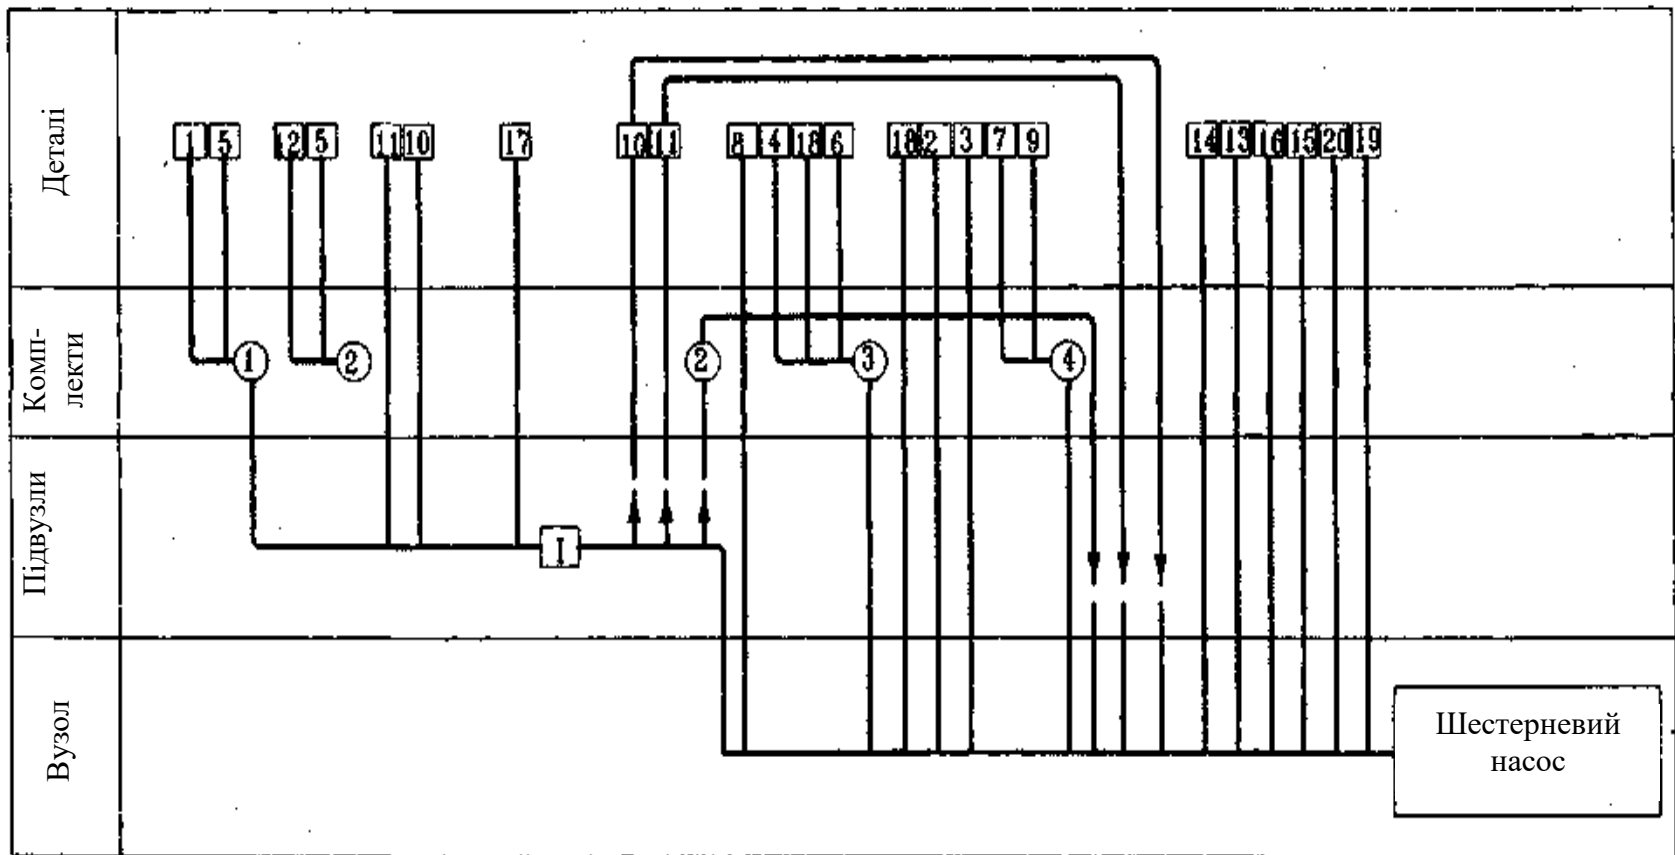 Деталі
1 5 12 5 11 10 17 10 11 8 4 18 6 18 2 3 7 9 14 13 16 15 20 19
Комп-
лекти
1 2 2 3 4
Підвузли
I
Вузол
Шестерневий
насос